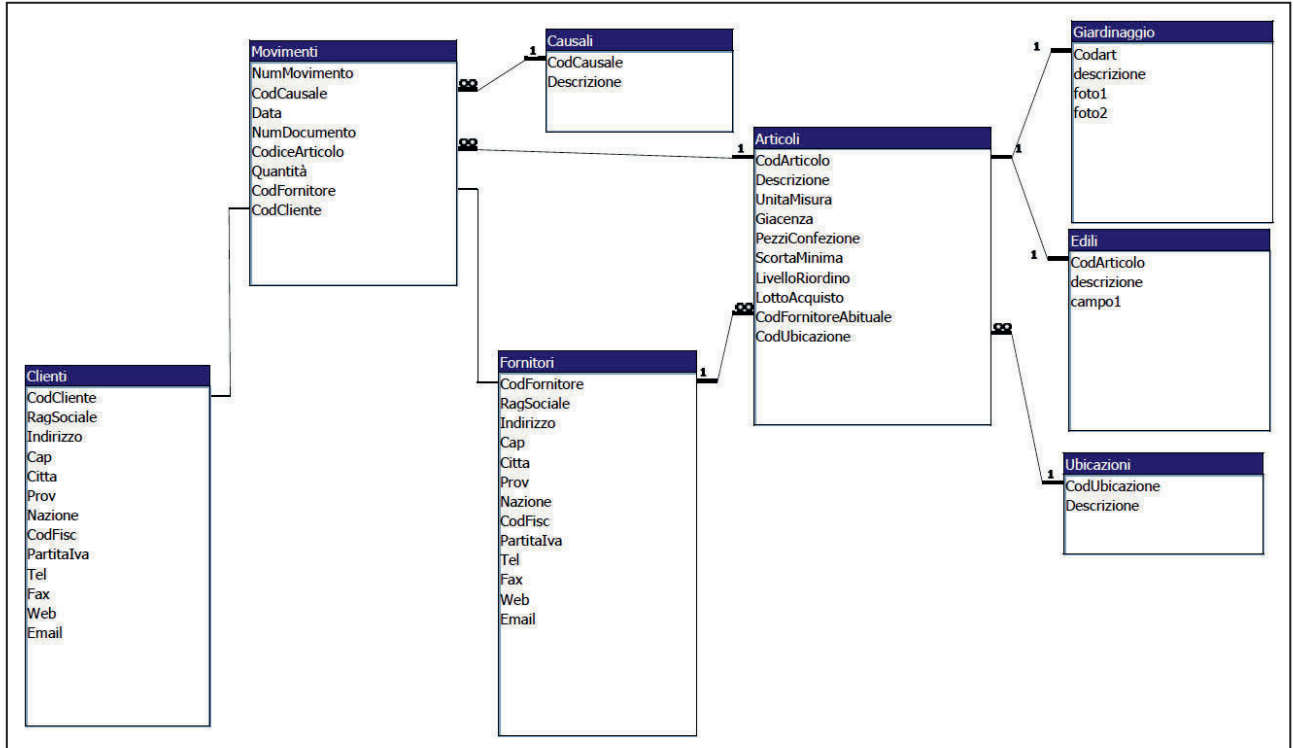 Movimenti
NumMovimento
CodCausale
Data
NumDocumento
CodiceArticolo
Quantità
CodFornitore
CodCliente
∞
∞
1
Causali
CodCausale
Descrizione
1
Articoli
CodArticolo
Descrizione
UnitaMisura
Giacenza
PezziConfezione
ScortaMinima
LivelloRiordino
LottoAcquisto
CodFornitoreAbituale
CodUbicazione
1
∞
∞
1
Giardinaggio
Codart
descrizione
foto1
foto2
1
Edili
CodArticolo
descrizione
campo1
1
Ubicazioni
CodUbicazione
Descrizione
Clienti
CodCliente
RagSociale
Indirizzo
Cap
Citta
Prov
Nazione
CodFisc
PartitaIva
Tel
Fax
Web
Email
Fornitori
CodFornitore
RagSociale
Indirizzo
Cap
Citta
Prov
Nazione
CodFisc
PartitaIva
Tel
Fax
Web
Email
1